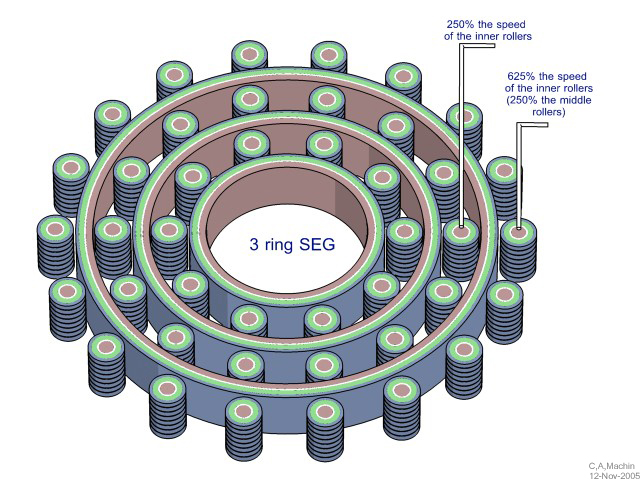 250% the speed
of the inner rollers
625% the speed
of the inner rollers
(250% the middle
rollers)
3 ring SEG
C,A,Machin
12-Nov-2005